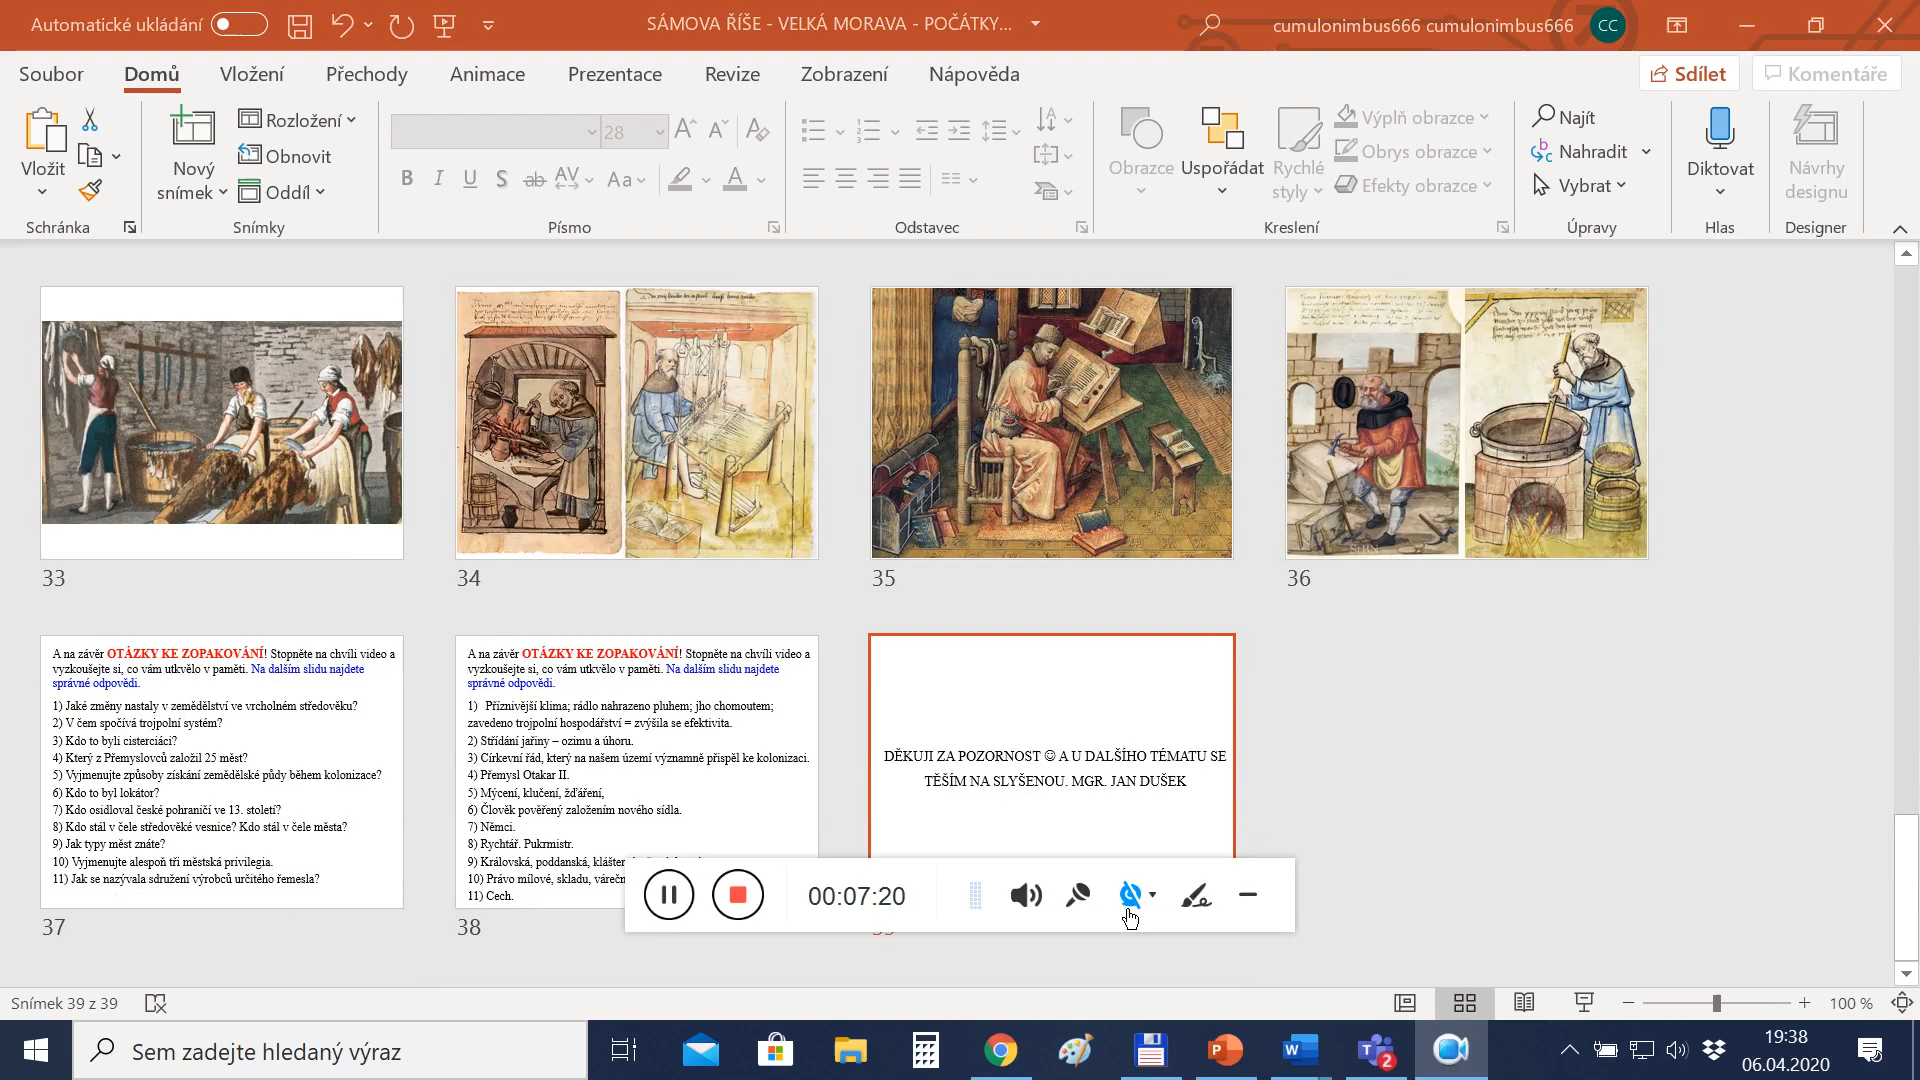 Automatické ukládání
SÁMOVA ŘÍŠE - VELKÁ MORAVA - POČÁTKY...
cumulonimbus666 cumulonimbus666
CC
Soubor
Domů
Vložení
Přechody
Animace
Prezentace
Revize
Zobrazení
Nápověda
Sdílet
Komentáře
Vložit
Nový
snímek
Rozložení
Obnovit
Oddíl
28
Obrazce
Uspořádat
Rychlé
styly
Výplň obrazce
Obrys obrazce
Efekty obrazce
Najít
Nahradit
Vybrat
Diktovat
Návrhy
designu
Schránka
Snímky
Písmo
Odstavec
Kreslení
Úpravy
Hlas
Designer
33
34
35
36
A na závěr OTÁZKY KE ZOPAKOVÁNÍ! Stopněte na chvíli video a
vyzkoušejte si, co vám utkvělo v paměti. Na dalším slidu najdete
správné odpovědi.
1) Jaké změny nastaly v zemědělství ve vrcholném středověku?
2) V čem spočívá trojpolní systém?
3) Kdo to byli cisterciáci?
4) Který z Přemyslovců založil 25 měst?
5) Vyjmenujte způsoby získání zemědělské půdy během kolonizace?
6) Kdo to byl lokátor?
7) Kdo osidloval české pohraničí ve 13. století?
8) Kdo stál v čele středověké vesnice? Kdo stál v čele města?
9) Jak typy měst znáte?
10) Vyjmenujte alespoň tři městská privilegia.
11) Jak se nazývala sdružení výrobců určitého řemesla?
37
A na závěr OTÁZKY KE ZOPAKOVÁNÍ! Stopněte na chvíli video a
vyzkoušejte si, co vám utkvělo v paměti. Na dalším slidu najdete
správné odpovědi.
1) Příznivější klima; rádlo nahrazeno pluhem; jho chomoutem;
zavedeno trojpolní hospodářství = zvýšila se efektivita.
2) Střídání jařiny – ozimu a úhoru.
3) Církevní řád, který na našem území významně přispěl ke kolonizaci.
4) Přemysl Otakar II.
5) Mýcení, klučení, žďáření,
6) Člověk pověřený založením nového sídla.
7) Němci.
8) Rychtář. Pukrmistr.
9) Královská, poddanská,
10) Právo mílové, skladu,
11) Cech.
38
DĚKUJI ZA POZORNOST ☺ A U DALŠÍHO TÉMATU SE
TĚŠÍM NA SLYŠENOU. MGR. JAN DUŠEK
00:07:20
Snímek 39 z 39
100 %
Sem zadejte hledaný výraz
2
19:38
06.04.2020